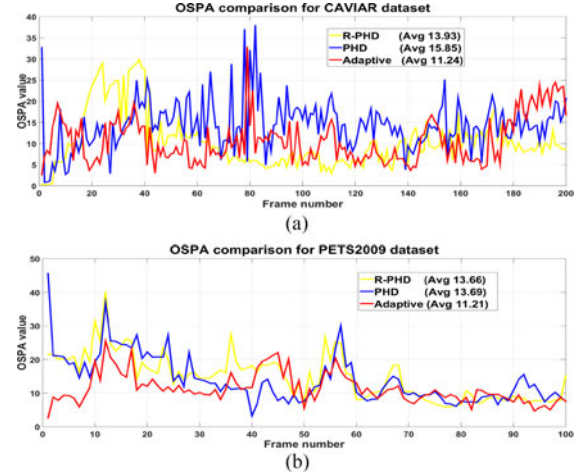 OSPA comparison for CAVIAR dataset
OSPA value
40
35
30
25
20
15
10
5
0
R-PHD (Avg 13.93)
PHD (Avg 15.85)
Adaptive (Avg 11.24)
0 20 40 60 80 100 120 140 160 180 200
Frame number
(a)
OSPA comparison for PETS2009 dataset
OSPA value
50
40
30
20
10
0
R-PHD (Avg 13.66)
PHD (Avg 13.69)
Adaptive (Avg 11.21)
0 10 20 30 40 50 60 70 80 90 100
Frame number
(b)